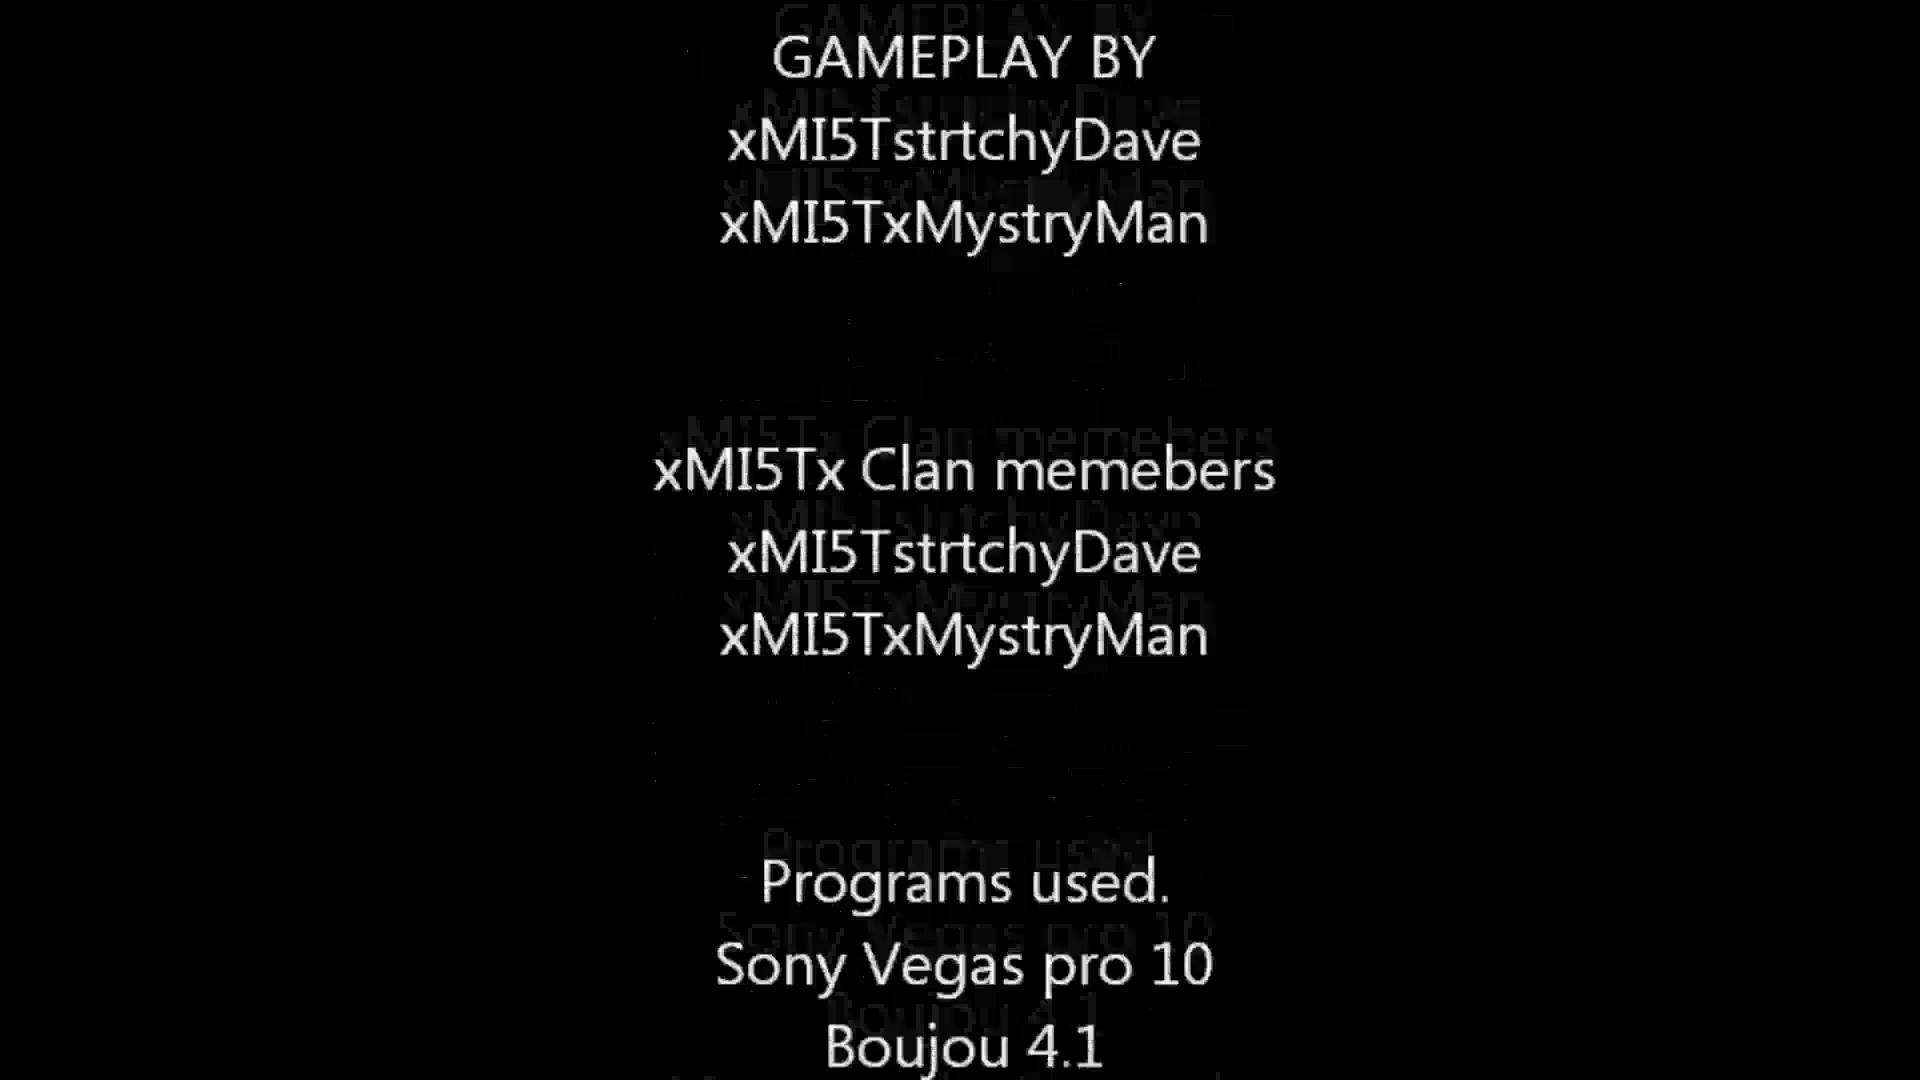 GAMEPLAY BY
xMI5TstrtchyDave
xMI5TxMystryMan
xMI5Tx Clan memebers
xMI5TstrtchyDave
xMI5TxMystryMan
Programs used.
Sony Vegas pro 10
Boujou 4.1